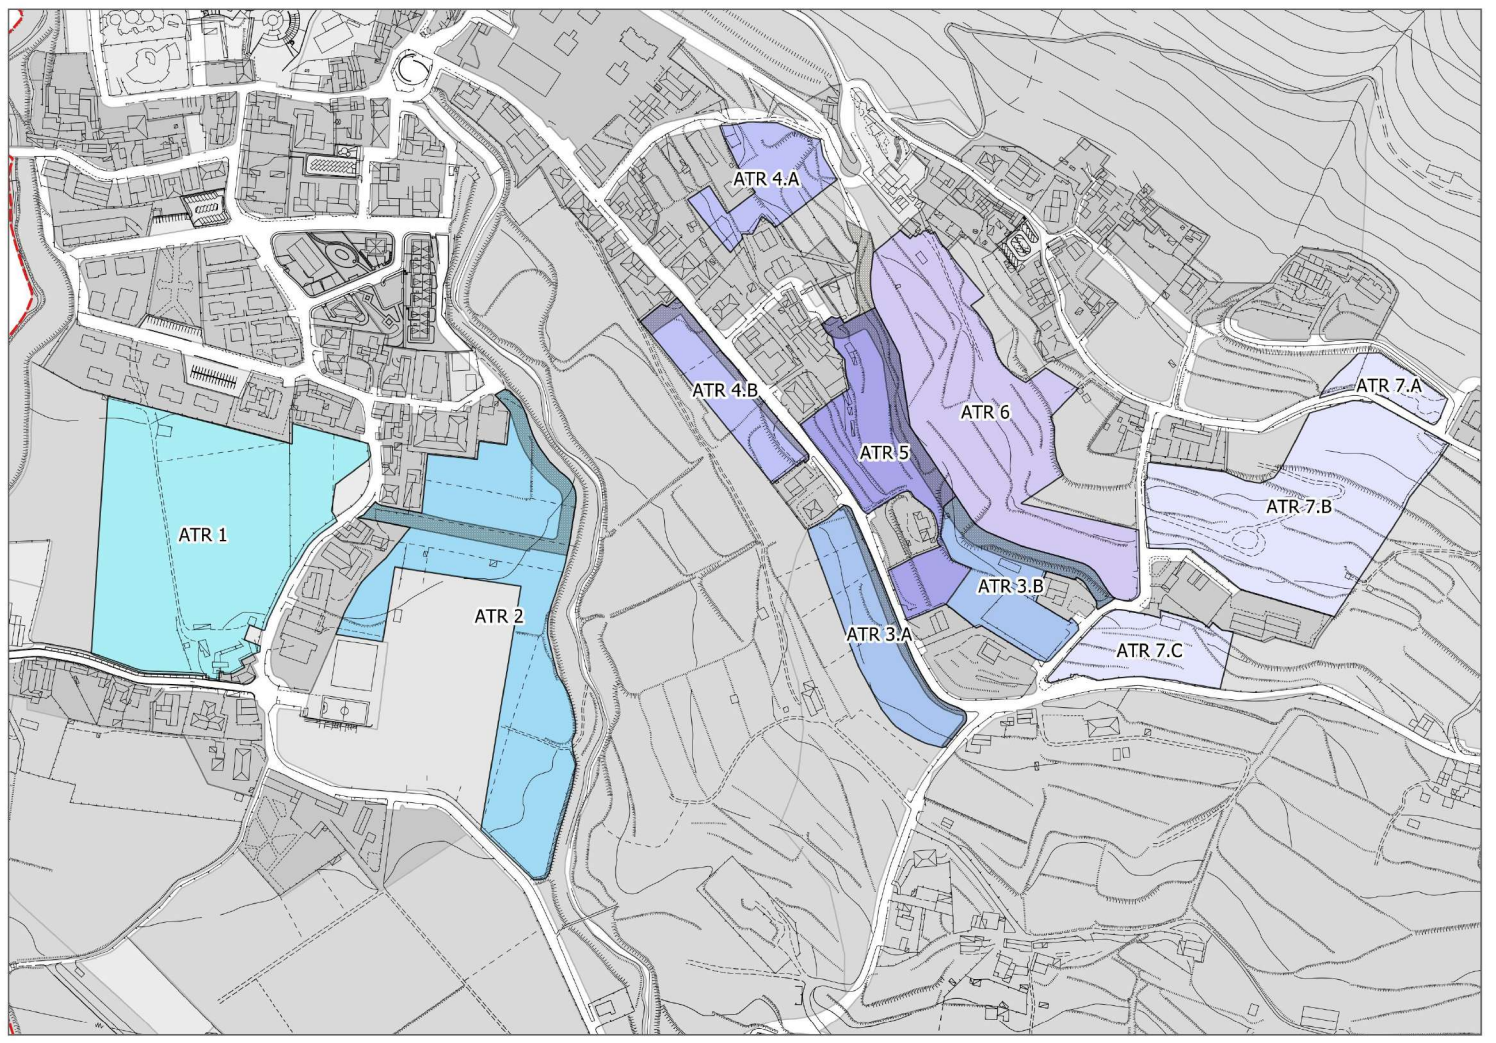 ATR 4.A
ATR 4.B
ATR 7.A
ATR 6
ATR 5
ATR 7.B
ATR 1
ATR 3.B
ATR 2
ATR 3.A
ATR 7.C